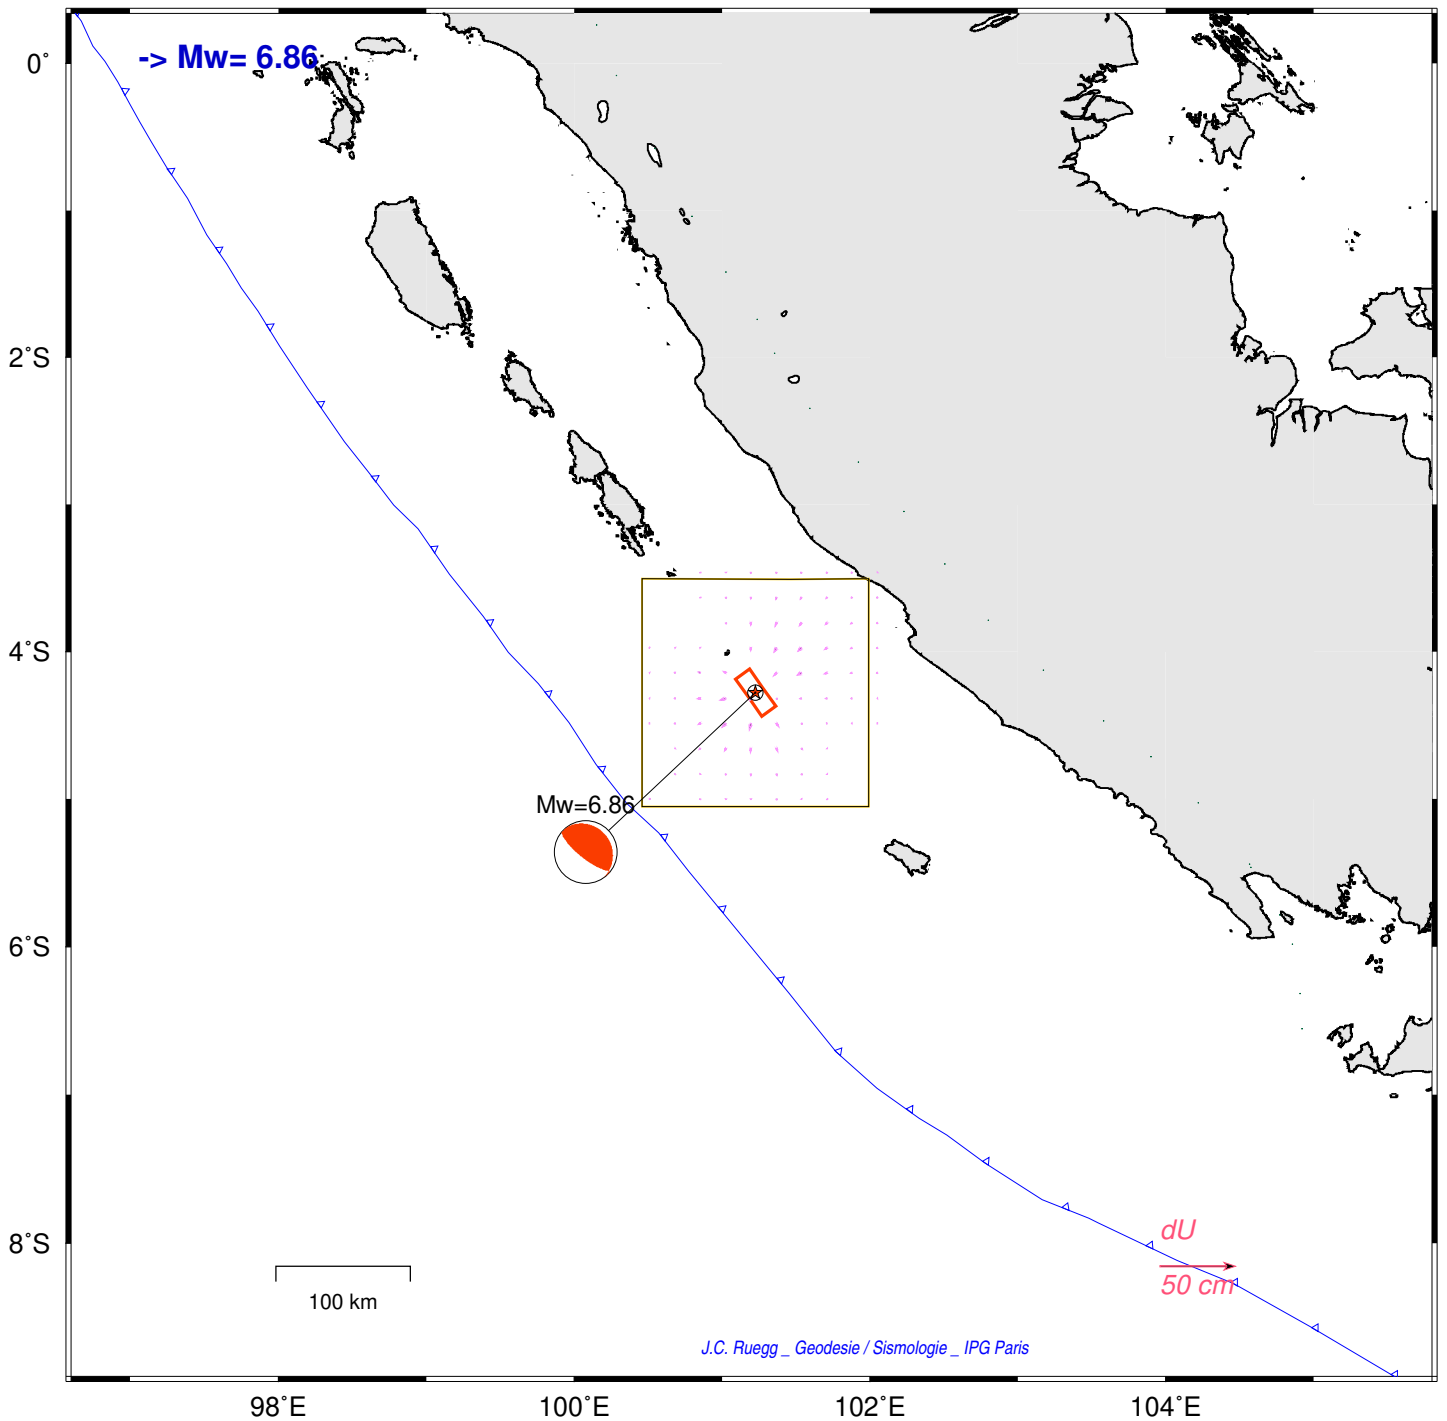 -> Mw= 6.86
0˚
2˚S
4˚S
Mw=6.86
6˚S
8˚S
dU
50 cm
100 km
J.C. Ruegg _ Geodesie / Sismologie _ IPG Paris
98˚E
100˚E
102˚E
104˚E